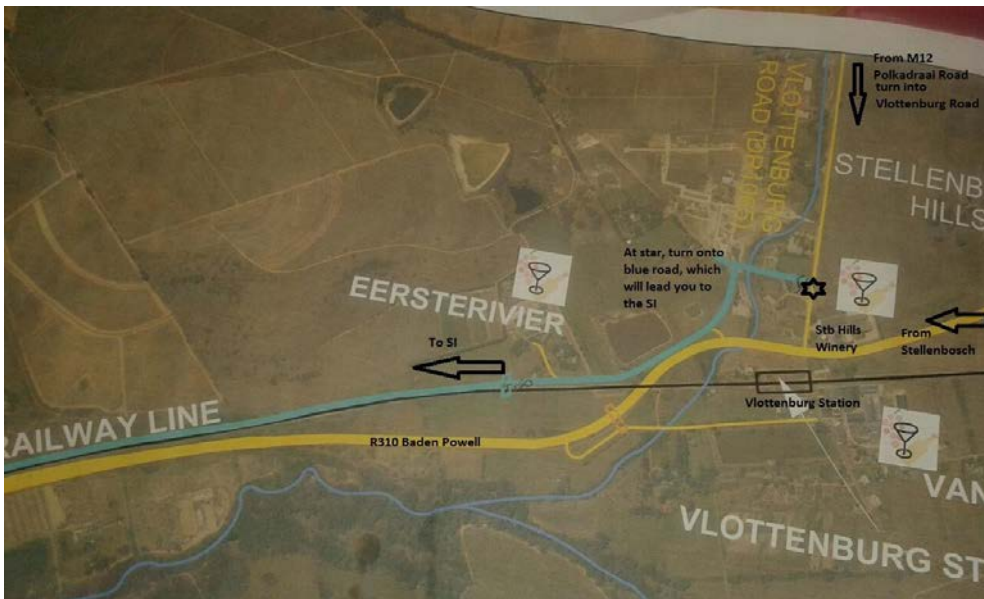 From M12
Polkadraai Road
turn into
Vlottenburg Road
VLOTTENBURG
ROAD
STELLENB
HILLS
At star, turn onto
blue road, which
will lead you to
the SI
EERSTERIVIER
Stb Hills
Winery
From
Stellenbosch
To SI
Vlottenburg Station
RAILWAY LINE
R310 Baden Powell
VAN
VLOTTENBURG ST